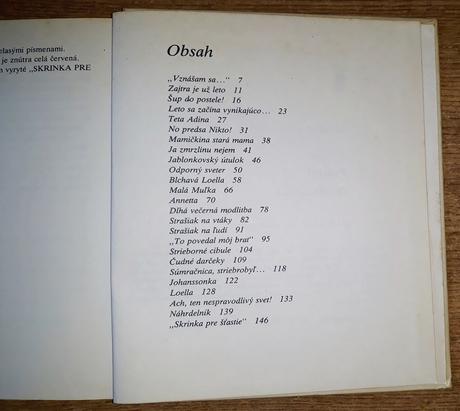 elasými písmenami.
je znútra celá červená.
vyryté „SKRINKA PRE
Obsah
„Vznášam sa…“ 7
Zajtra je už leto 11
Šup do postele! 16
Leto sa začína vynikajúco… 23
Teta Adina 27
No predsa Nikto! 31
Mamičkina stará mama 38
Ja zmrzlinu nejem 41
Jablonkovský útulok 46
Odporný sveter 50
Blchavá Loella 58
Malá Muľka 66
Annetta 70
Dlhá večerná modlitba 78
Strašiak na vtáky 82
Strašiak na ľudí 91
„To povedal môj brat“ 95
Strieborné cibule 104
Čudné darčeky 109
Súmračnica, striebrobyľ… 118
Johanssonka 122
Loella 128
Ach, ten nespravodlivý svet! 133
Náhrdelník 139
„Skrinka pre šťastie“ 146